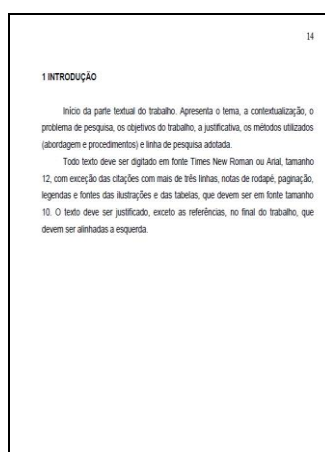 14
1 INTRODUÇÃO
Início da parte textual do trabalho. Apresenta o tema, a contextualização, o
problema de pesquisa, os objetivos do trabalho, a justificativa, os métodos utilizados
(abordagem e procedimentos) e linha de pesquisa adotada.
Todo texto deve ser digitado em fonte Times New Roman ou Arial, tamanho
12, com exceção das citações com mais de três linhas, notas de rodapé, paginação,
legendas e fontes das ilustrações e das tabelas, que devem ser em fonte tamanho
10. O texto deve ser justificado, exceto as referências, no final do trabalho, que
devem ser alinhadas a esquerda.